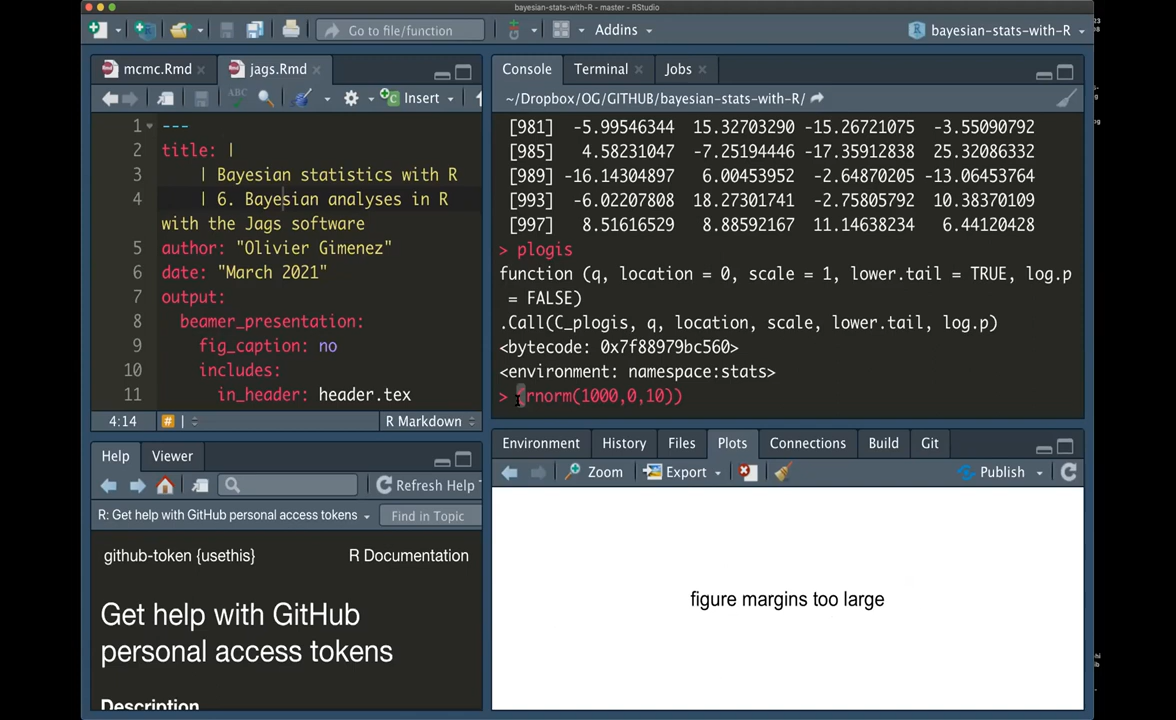 bayesian-stats-with-R - master - RStudio
Go to file/function
Addins
bayesian-stats-with-R
mcmc.Rmd
jags.Rmd
ABC
Insert
1 ---
2 title: |
3 | Bayesian statistics with R
4 | 6. Bayesian analyses in R
with the Jags software
5 author: "Olivier Gimenez"
6 date: "March 2021"
7 output:
8 beamer_presentation:
9 fig_caption: no
10 includes:
11 in_header: header.tex
4:14
R Markdown
Console Terminal Jobs
~/Dropbox/OG/GITHUB/bayesian-stats-with-R/
[981] -5.99546344 15.32703290 -15.26721075 -3.55090792
[985] 4.58231047 -7.25194446 -17.35912838 25.32086332
[989] -16.14304897 6.00453952 -2.64870205 -13.06453764
[993] -6.02207808 18.27301741 -2.75805792 10.38370109
[997] 8.51616529 8.88592167 11.14644238 6.44120428
> plogis
function (q, location = 0, scale = 1, lower.tail = TRUE, log.p
= FALSE)
.Call(C_plogis, q, location, scale, lower.tail, log.p)
<bytecode: 0x7f88979bc560>
<environment: namespace:stats>
> (rnorm(1000,0,10))
Help Viewer
Refresh Help T
R: Get help with GitHub personal access tokens
Find in Topic
github-token {usethis}
R Documentation
Get help with GitHub
personal access tokens
Description
Environment History Files Plots Connections Build Git
Zoom
Export
Publish
figure margins too large